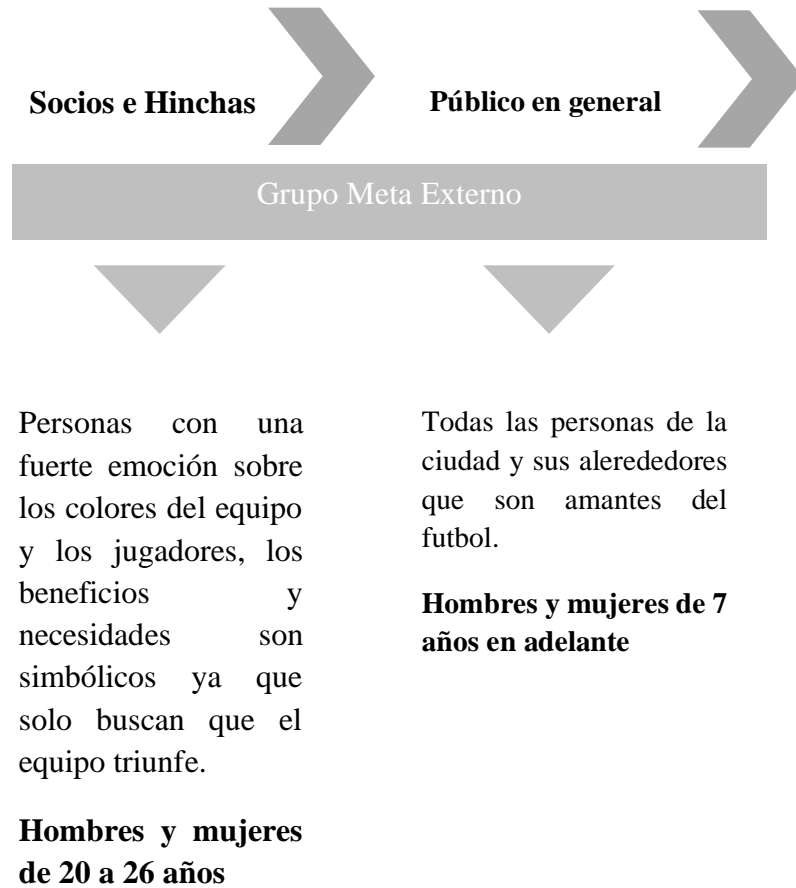 Socios e Hinchas
Público en general
Grupo Meta Externo
Personas con una
fuerte emoción sobre
los colores del equipo
y los jugadores, los
beneficios y
necesidades son
simbólicos ya que
solo buscan que el
equipo triunfe.
Hombres y mujeres
de 20 a 26 años
Todas las personas de la
ciudad y sus alerededores
que son amantes del
futbol.
Hombres y mujeres de 7
años en adelante